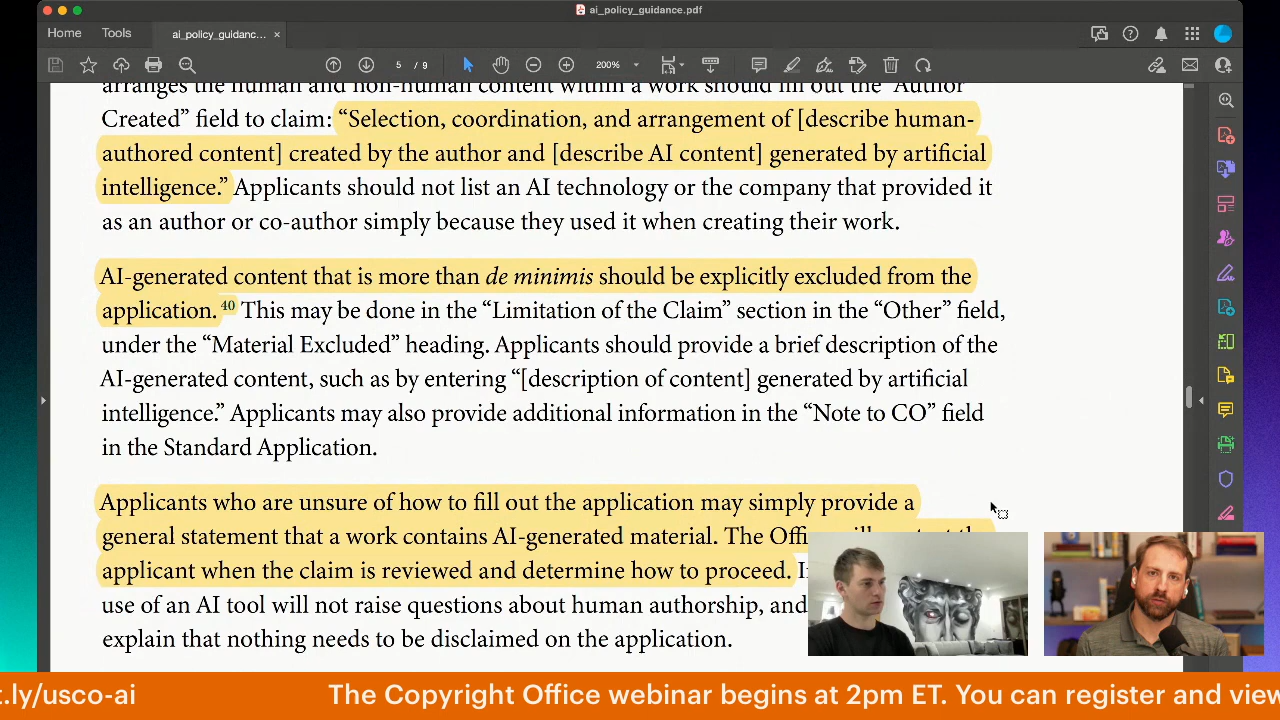 ai_policy_guidance.pdf
Home Tools ai_policy_guidanc... ×
5 / 9 200%
arranges the human and non-human content within a work should fill out the “Author
Created” field to claim: “Selection, coordination, and arrangement of [describe human-
authored content] created by the author and [describe AI content] generated by artificial
intelligence.” Applicants should not list an AI technology or the company that provided it
as an author or co-author simply because they used it when creating their work.
AI-generated content that is more than de minimis should be explicitly excluded from the
application. 40 This may be done in the “Limitation of the Claim” section in the “Other” field,
under the “Material Excluded” heading. Applicants should provide a brief description of the
AI-generated content, such as by entering “[description of content] generated by artificial
intelligence.” Applicants may also provide additional information in the “Note to CO” field
in the Standard Application.
Applicants who are unsure of how to fill out the application may simply provide a
general statement that a work contains AI-generated material. The
applicant when the claim is reviewed and determine how to proceed.
use of an AI tool will not raise questions about human authorship, and
explain that nothing needs to be disclaimed on the application.
t.ly/usco-ai The Copyright Office webinar begins at 2pm ET. You can register and view